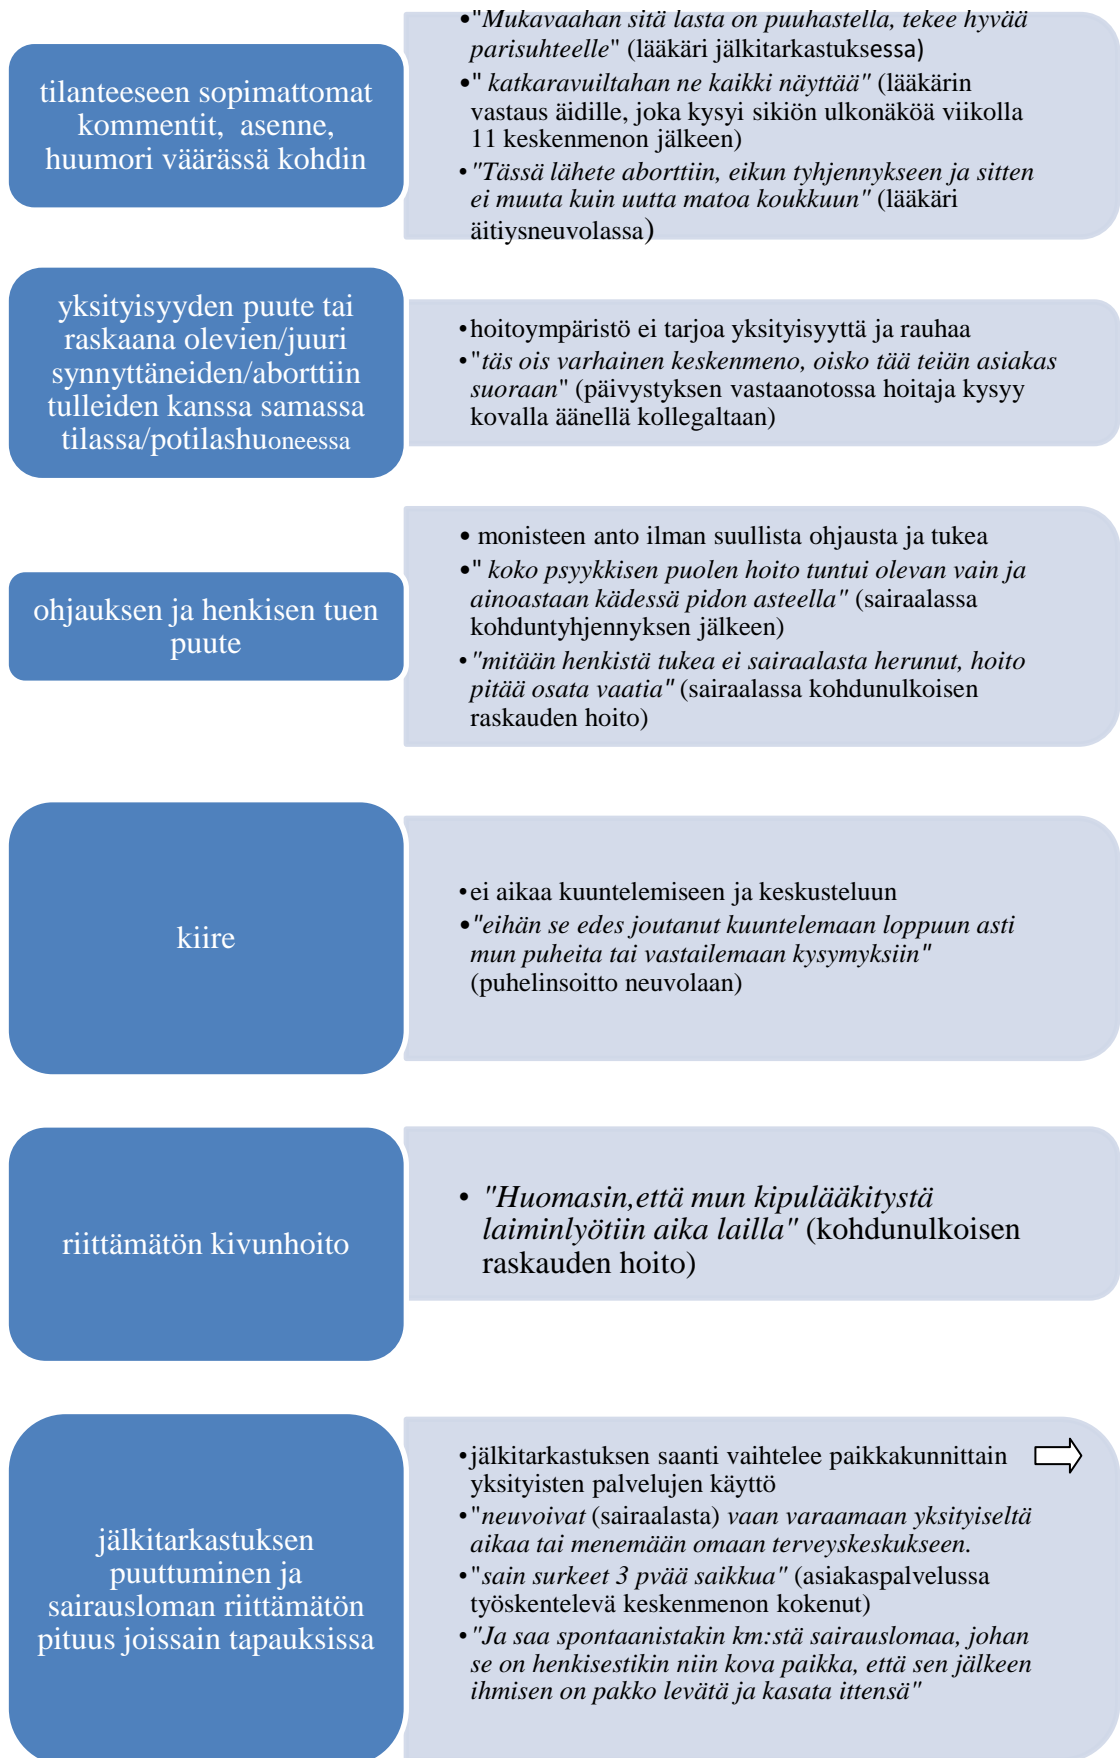 tilanteeseen sopimattomat
kommentit, asenne,
huumori väärässä kohdin
•"Mukavaahan sitä lasta on puuhastella, tekee hyvää
parisuhteelle" (lääkäri jälkitarkastuksessa)
•" katkaravuiltahan ne kaikki näyttää" (lääkärin
vastaus äidille, joka kysyi sikiön ulkonäköä viikolla
11 keskenmenon jälkeen)
•"Tässä lähete aborttiin, eikun tyhjennykseen ja sitten
ei muuta kuin uutta matoa koukkuun" (lääkäri
äitiysneuvolassa)
yksityisyyden puute tai
raskaana olevien/juuri
synnyttäneiden/aborttiin
tulleiden kanssa samassa
tilassa/potilashuoneessa
•hoitoympäristö ei tarjoa yksityisyyttä ja rauhaa
•"täs ois varhainen keskenmeno, oisko tää teiän asiakas
suoraan" (päivystyksen vastaanotossa hoitaja kysyy
kovalla äänellä kollegaltaan)
ohjauksen ja henkisen tuen
puute
• monisteen anto ilman suullista ohjausta ja tukea
•" koko psyykkisen puolen hoito tuntui olevan vain ja
ainoastaan kädessä pidon asteella" (sairaalassa
kohduntyhjennyksen jälkeen)
•"mitään henkistä tukea ei sairaalasta herunut, hoito
pitää osata vaatia" (sairaalassa kohdunulkoisen
raskauden hoito)
kiire
•ei aikaa kuuntelemiseen ja keskusteluun
•"eihän se edes joutanut kuuntelemaan loppuun asti
mun puheita tai vastailemaan kysymyksiin"
(puhelinsoitto neuvolaan)
riittämätön kivunhoito
• "Huomasin,että mun kipulääkitystä
laiminlyötiin aika lailla" (kohdunulkoisen
raskauden hoito)
jälkitarkastuksen
puuttuminen ja
sairausloman riittämätön
pituus joissain tapauksissa
•jälkitarkastuksen saanti vaihtelee paikkakunnittain
yksityisten palvelujen käyttö
•"neuvoivat (sairaalasta) vaan varaamaan yksityiseltä
aikaa tai menemään omaan terveyskeskukseen.
•"sain surkeet 3 pvää saikkua" (asiakaspalvelussa
työskentelevä keskenmenon kokenut)
•"Ja saa spontaanistakin km:stä sairauslomaa, johan
se on henkisestikin niin kova paikka, että sen jälkeen
ihmisen on pakko levätä ja kasata ittensä"